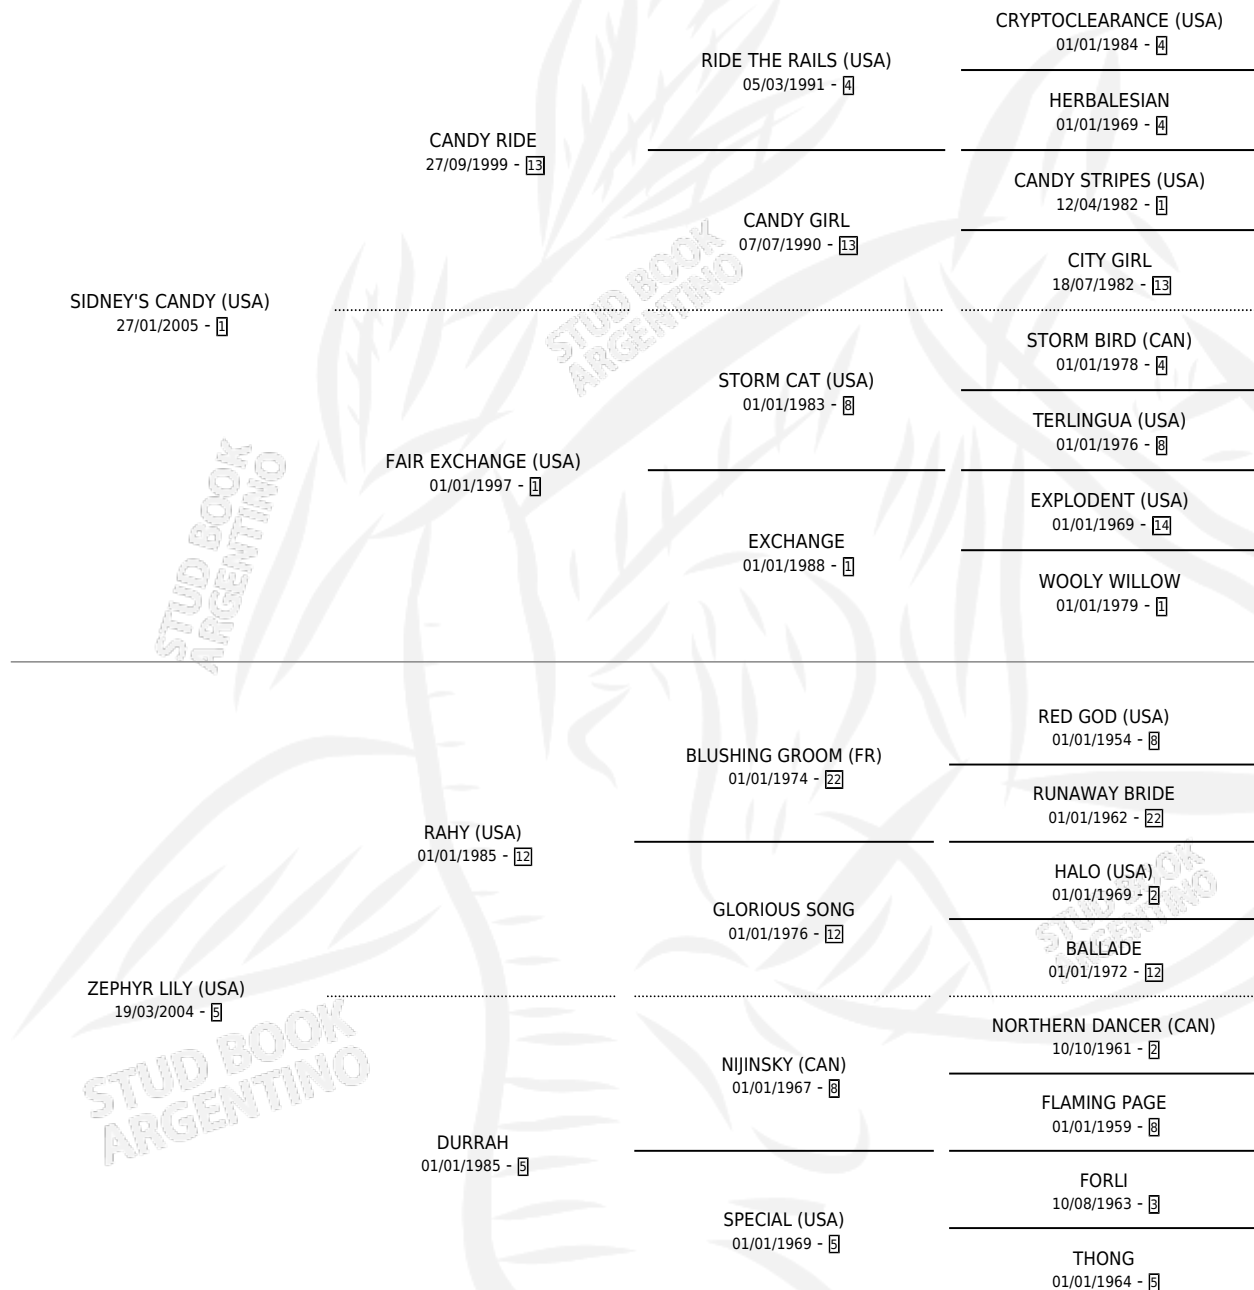 CRYPTOCLEARANCE (USA)
01/01/1984 - 4
RIDE THE RAILS (USA)
05/03/1991 - 4
HERBALESIAN
01/01/1969 - 4
CANDY RIDE
27/09/1999 - 13
CANDY STRIPES (USA)
12/04/1982 - 1
CANDY GIRL
07/07/1990 - 13
CITY GIRL
18/07/1982 - 13
SIDNEY'S CANDY (USA)
27/01/2005 - 1
STORM BIRD (CAN)
01/01/1978 - 4
STORM CAT (USA)
01/01/1983 - 8
TERLINGUA (USA)
01/01/1976 - 8
FAIR EXCHANGE (USA)
01/01/1997 - 1
EXPLODENT (USA)
01/01/1969 - 14
EXCHANGE
01/01/1988 - 1
WOOLY WILLOW
01/01/1979 - 1
RED GOD (USA)
01/01/1954 - 8
BLUSHING GROOM (FR)
01/01/1974 - 22
RUNAWAY BRIDE
01/01/1962 - 22
RAHY (USA)
01/01/1985 - 12
HALO (USA)
01/01/1969 - 2
GLORIOUS SONG
01/01/1976 - 12
BALLADE
01/01/1972 - 12
ZEPHYR LILY (USA)
19/03/2004 - 5
NORTHERN DANCER (CAN)
10/10/1961 - 2
NIJINSKY (CAN)
01/01/1967 - 8
FLAMING PAGE
01/01/1959 - 8
DURRAH
01/01/1985 - 5
FORLI
10/08/1963 - 3
SPECIAL (USA)
01/01/1969 - 5
THONG
01/01/1964 - 5
STUD BOOK
ARGENTINO
STUD BOOK
ARGENTINO
STUD BOOK
ARGENTINO
STUD BOOK
ARGENTINO